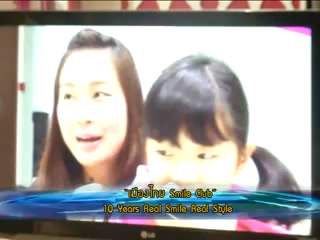 "เมืองไทย Smile Club"
10 Years Real Smile Real Style
LG